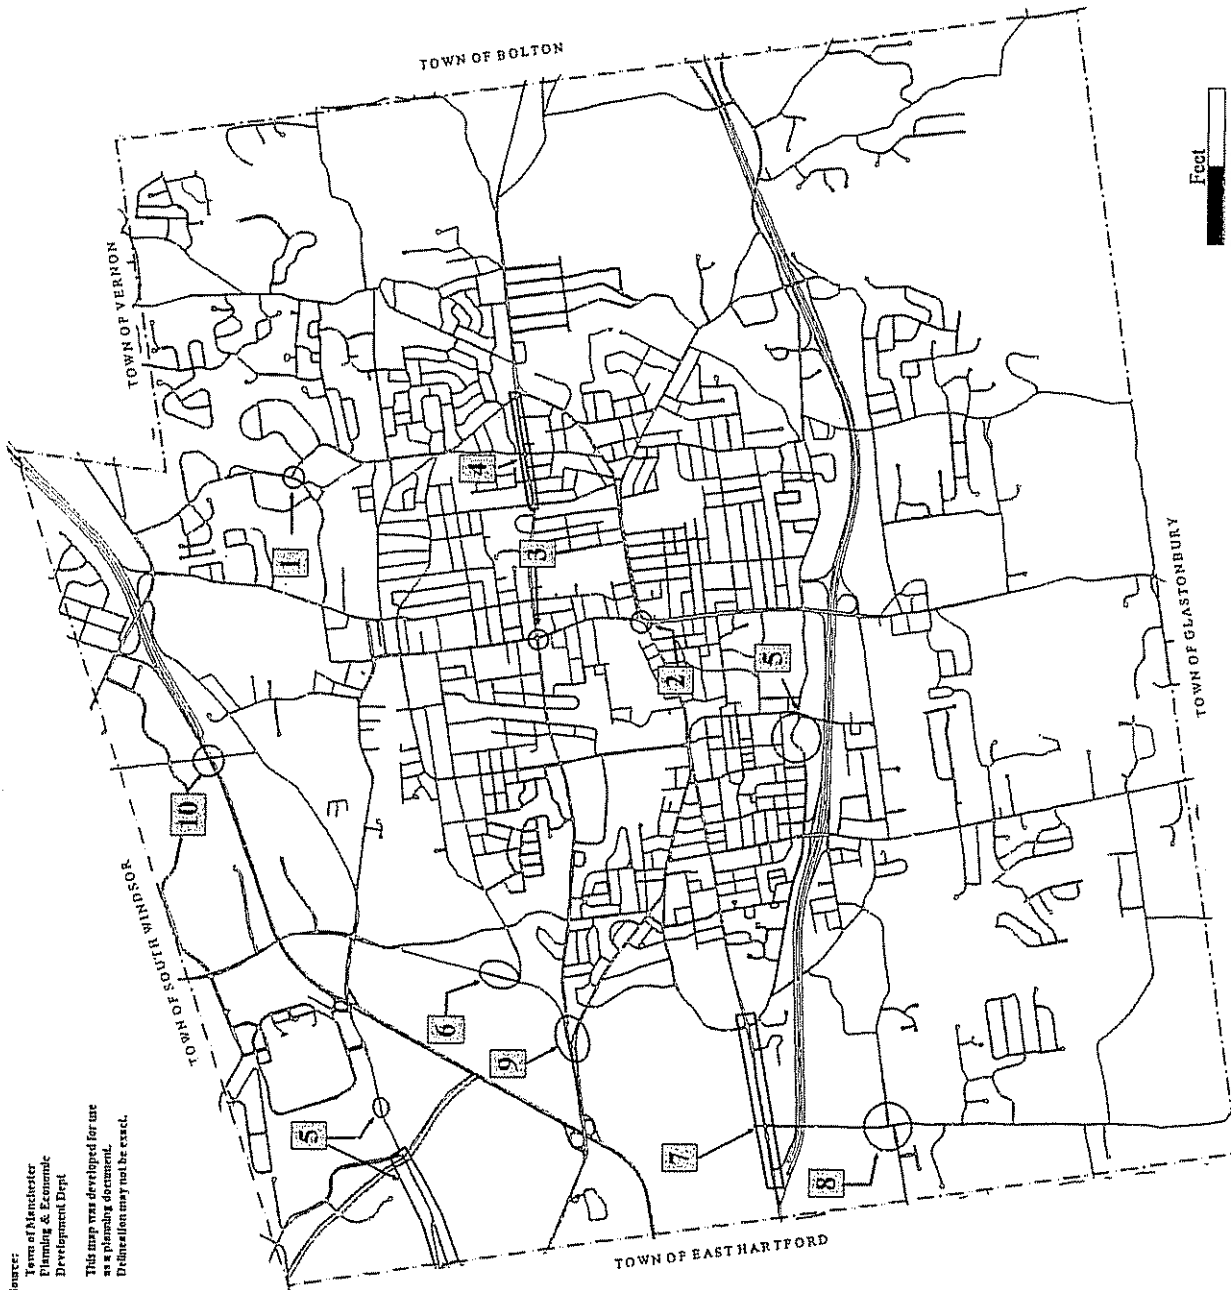 TOWN OF BOLTON
TOWN OF VERNON
Feet
1
4
3
TOWN OF GLASTONBURY
2
5
10
TOWN OF SOUTH WINDSOR
6
9
5
7
8
TOWN OF EAST HARTFORD
Source:
Town of Manchester
Planning & Economic
Development Dept
This map was developed for use
as a planning document.
Delineation may not be exact.